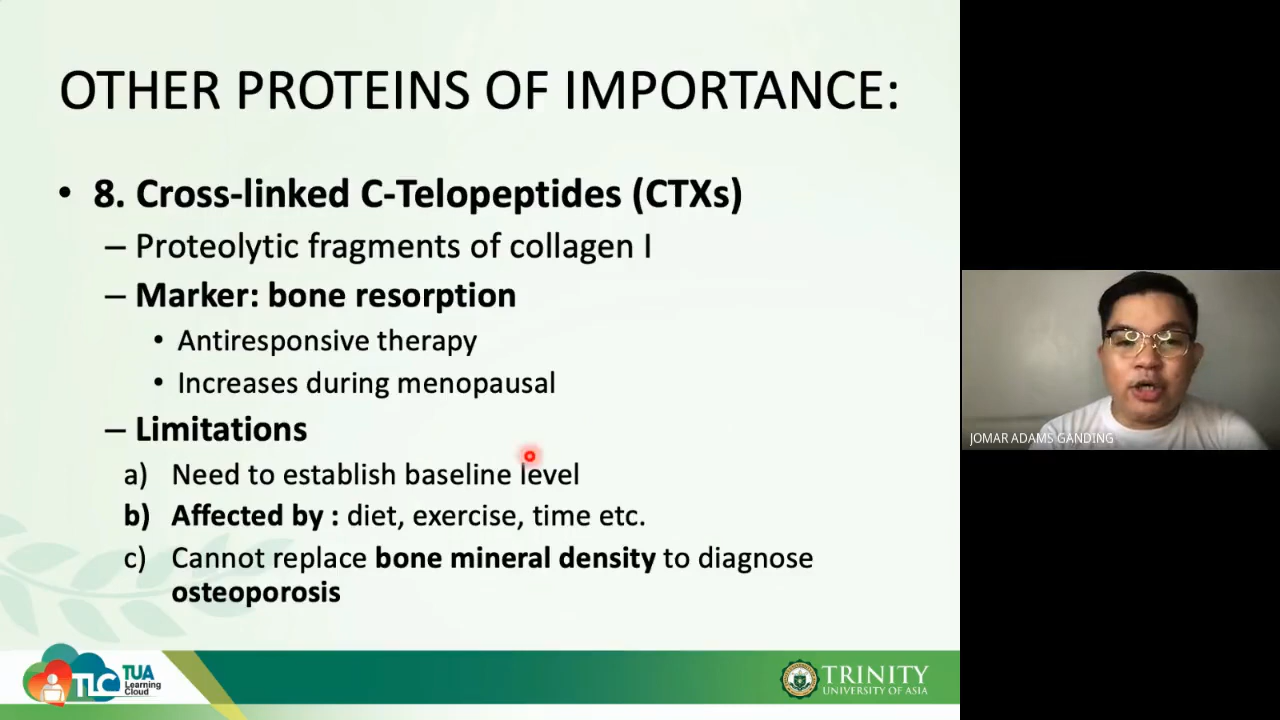 OTHER PROTEINS OF IMPORTANCE:
• 8. Cross-linked C-Telopeptides (CTXs)
– Proteolytic fragments of collagen I
– Marker: bone resorption
• Antiresponsive therapy
• Increases during menopausal
– Limitations
a) Need to establish baseline level
b) Affected by : diet, exercise, time etc.
c) Cannot replace bone mineral density to diagnose
osteoporosis
JOMAR ADAMS GANDING
TLC TUA
Learning
Cloud
TRINITY
UNIVERSITY OF ASIA